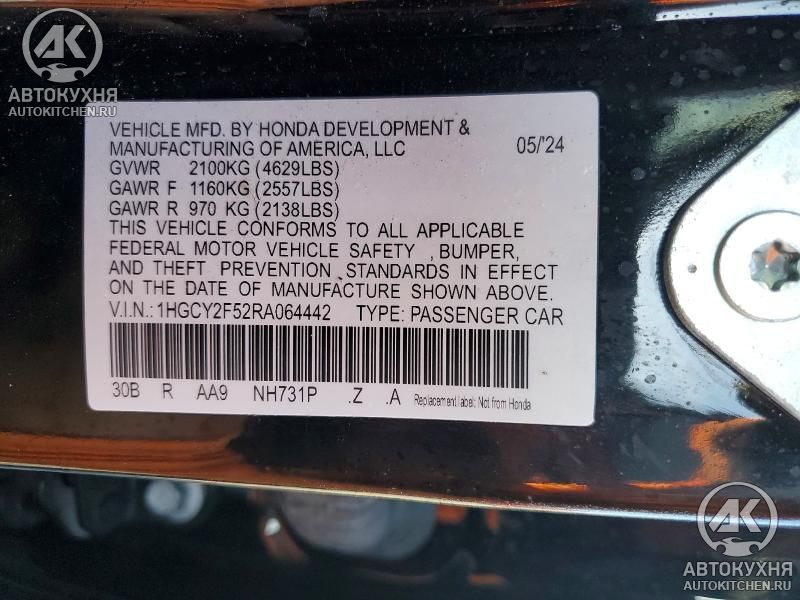 AK
АВТОКУХНЯ
AUTOKITCHEN.RU
VEHICLE MFD. BY HONDA DEVELOPMENT &
MANUFACTURING OF AMERICA, LLC 05/'24
GVWR 2100KG (4629LBS)
GAWR F 1160KG (2557LBS)
GAWR R 970 KG (2138LBS)
THIS VEHICLE CONFORMS TO ALL APPLICABLE
FEDERAL MOTOR VEHICLE SAFETY , BUMPER,
AND THEFT PREVENTION STANDARDS IN EFFECT
ON THE DATE OF MANUFACTURE SHOWN ABOVE.
V.I.N.: 1HGCY2F52RA064442 TYPE: PASSENGER CAR
30B R AA9 NH731P .Z .A Replacement label: Not from Honda
AK
АВТОКУХНЯ
AUTOKITCHEN.RU